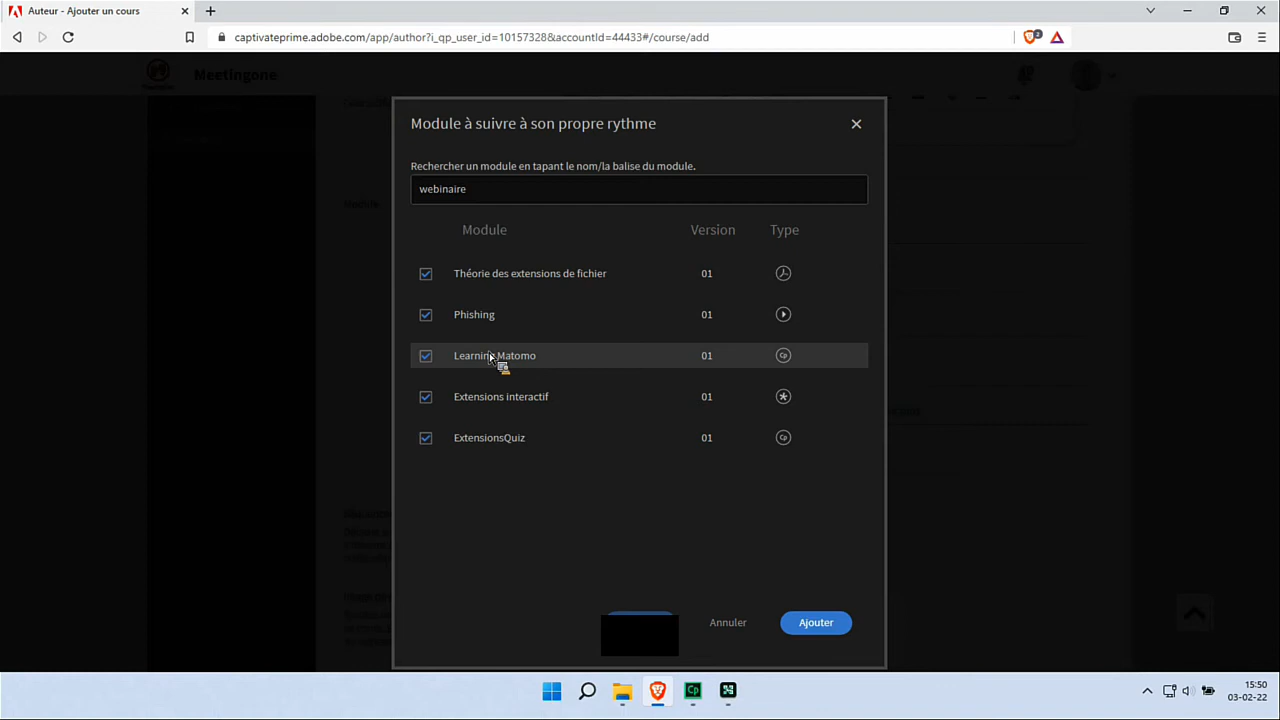 Auteur - Ajouter un cours
captivateprime.adobe.com/app/author?i_qp_user_id=10157328&accountId=44433#/course/add
2
Meetingone
Module à suivre à son propre rythme
Rechercher un module en tapant le nom/la balise du module.
webinaire
Module Version Type
Théorie des extensions de fichier 01
Phishing 01
Learning Matomo 01
Extensions interactif 01
ExtensionsQuiz 01
Annuler Ajouter
Module
Cp
15:50
03-02-22